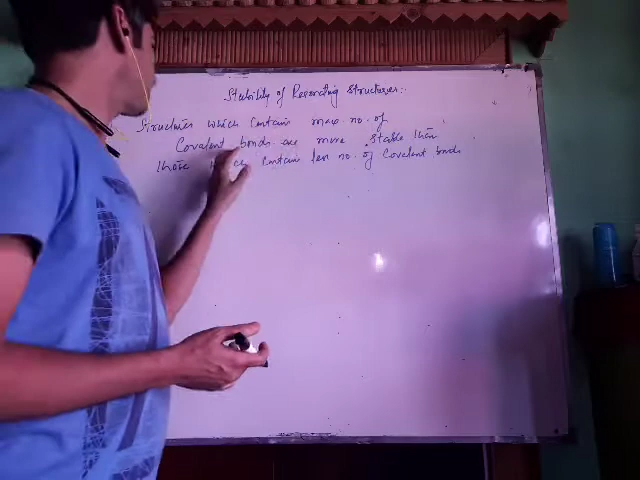 Stability of Resonating Structures:-
Structures which contain more no. of
Covalent bonds are more stable than
those contain less no. of Covalent bonds